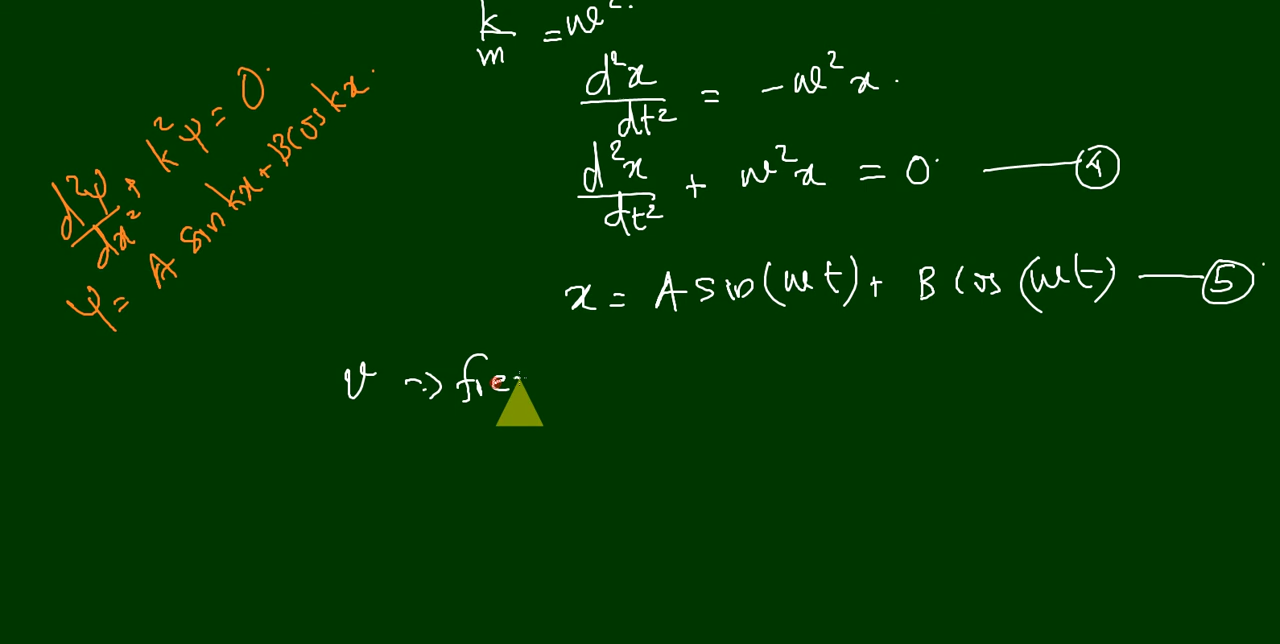 k/m = ω².
d²x/dt² = -ω²x.
d²x/dt² + ω²x = 0. —— ④
x = A sin(ωt) + B Cos(ωt) —— ⑤.
d²ψ/dx² + k²ψ = 0.
ψ = A sin kx + B Cos kx.
ν → fre